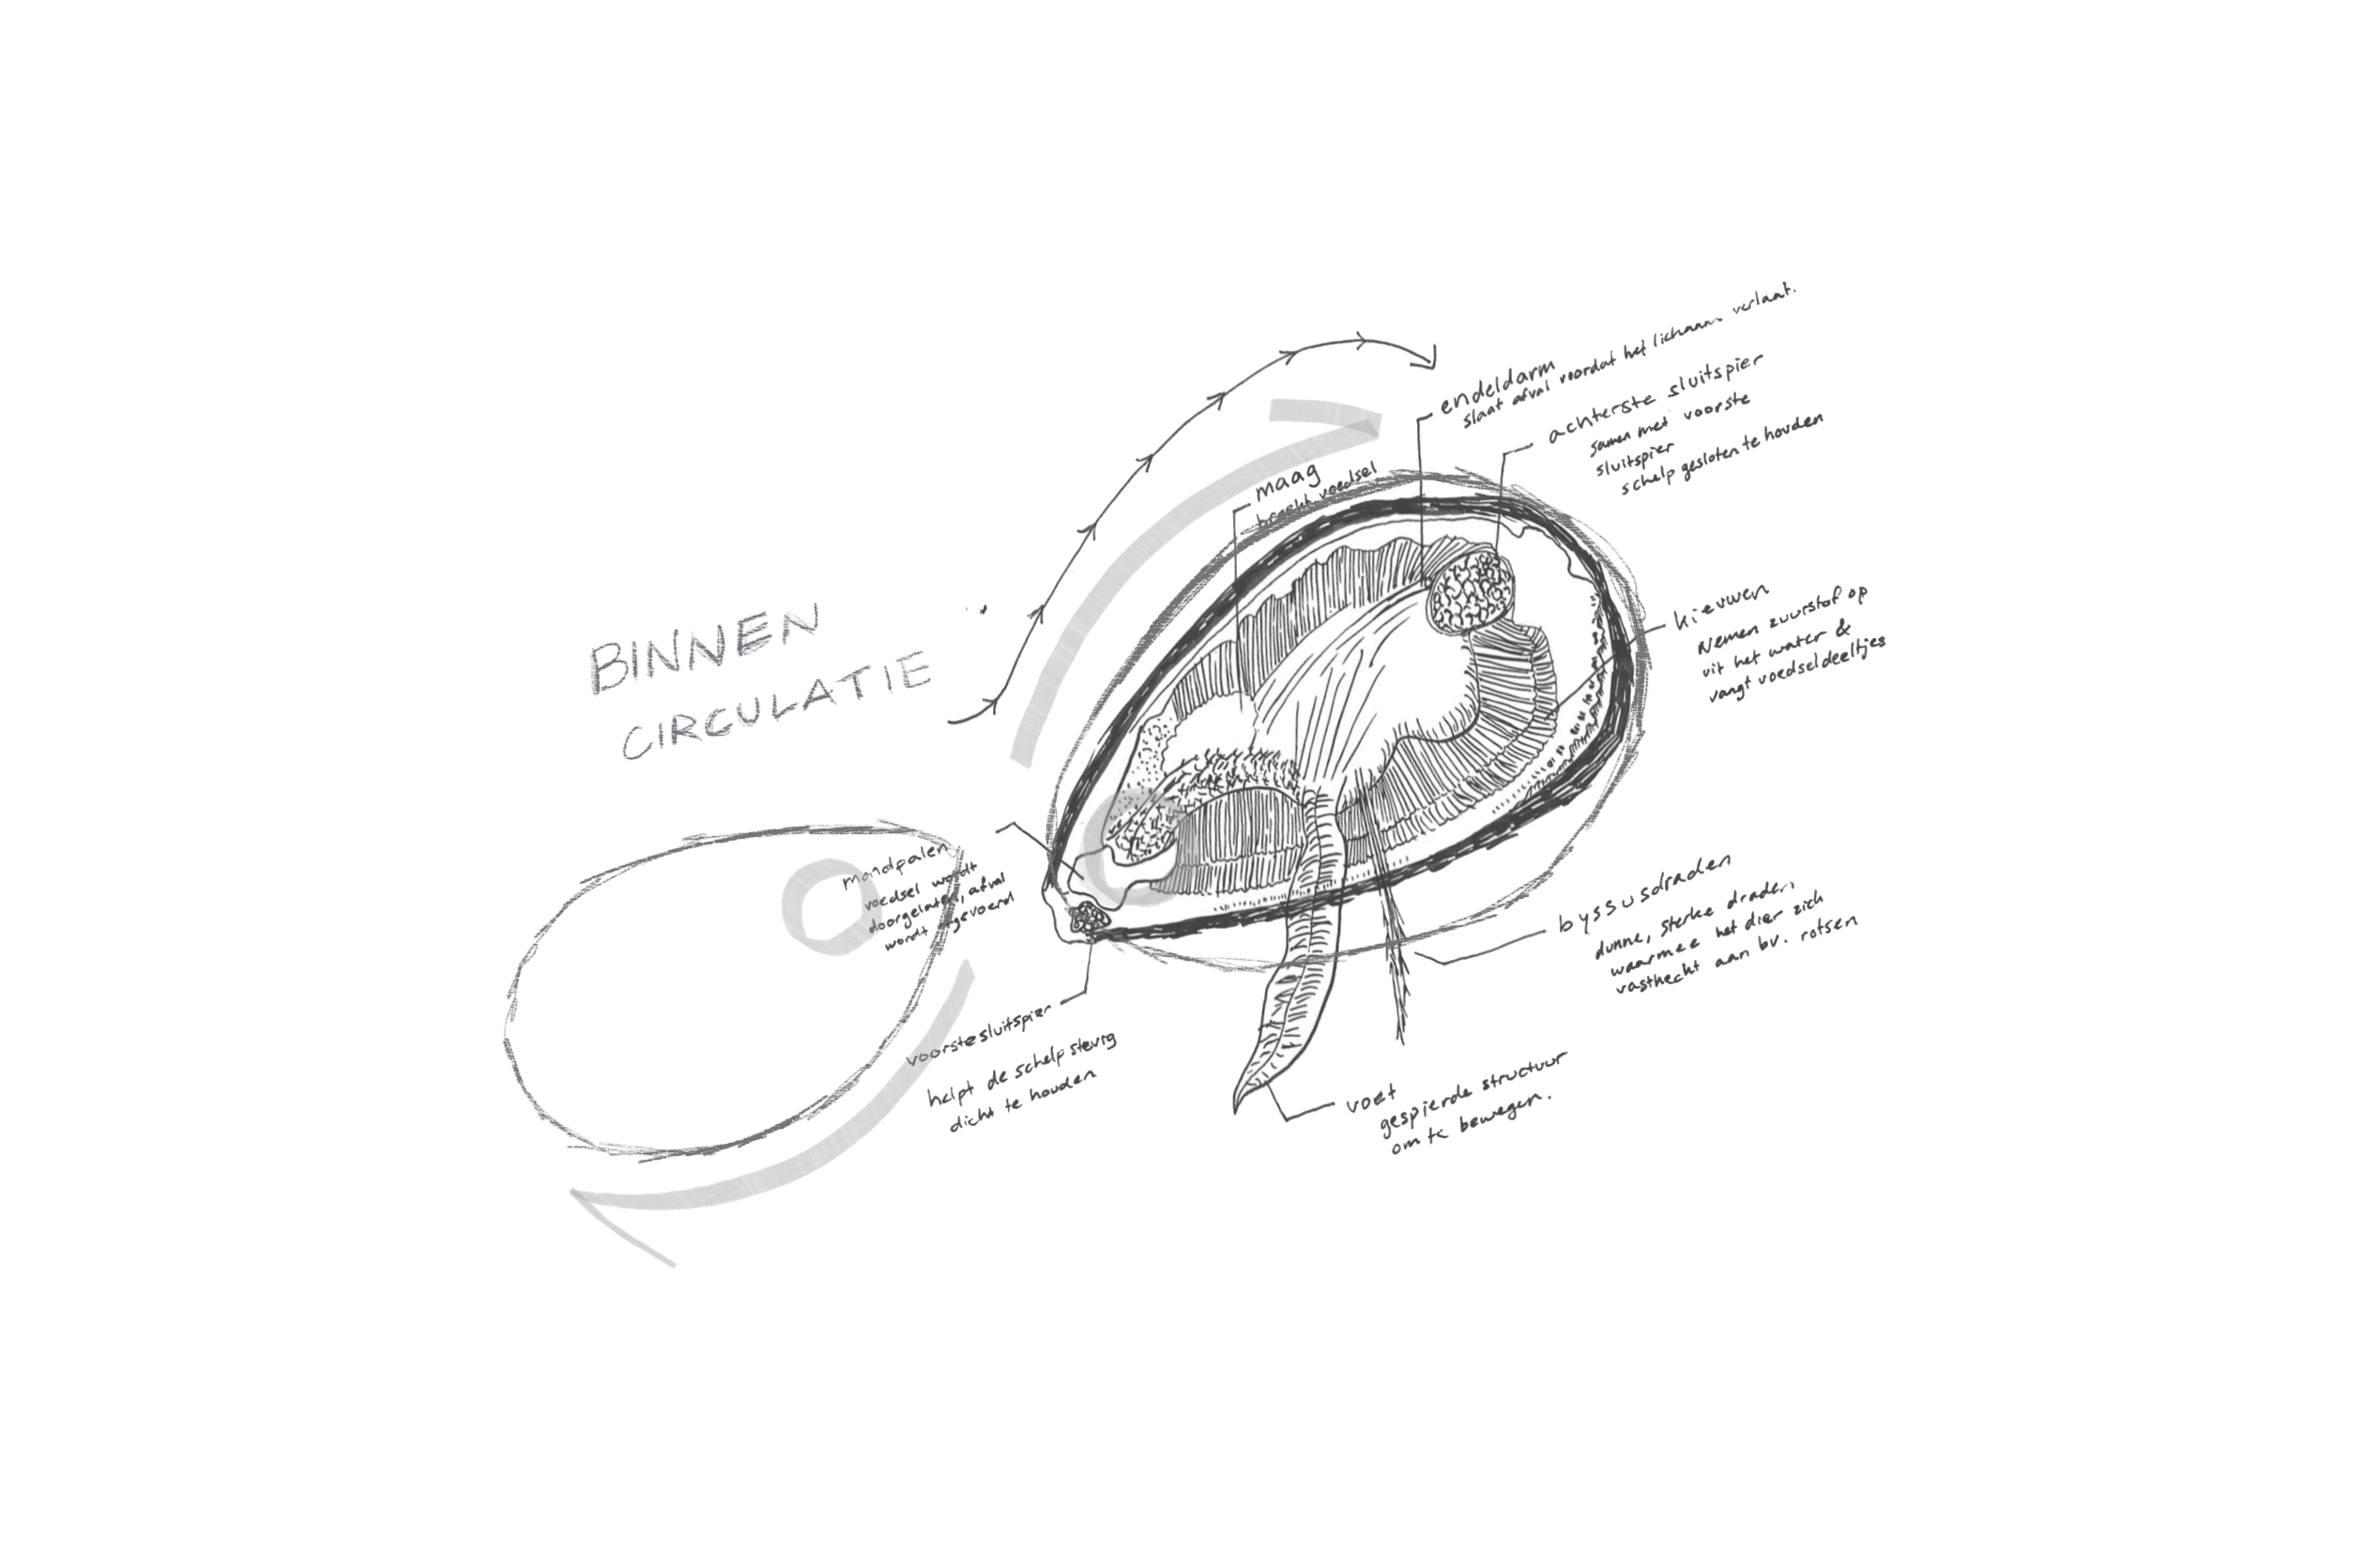 BINNEN
CIRCULATIE
endeldarm
slaat afval voordat het lichaam verlaat.
achterste sluitspier
samen met voorste
sluitspier
schelp gesloten te houden
maag
breekt voedsel
kieuwen
Nemen zuurstof op
uit het water &
vangt voedseldeeltjes
mondpalen
voedsel wordt
doorgelaten, afval
wordt afgevoerd
byssusdraden
dunne, sterke draden,
waarmee het dier zich
vasthecht aan bv. rotsen
voorste sluitspier
helpt de schelp stevig
dicht te houden
voet
gespierde structuur
om te bewegen.